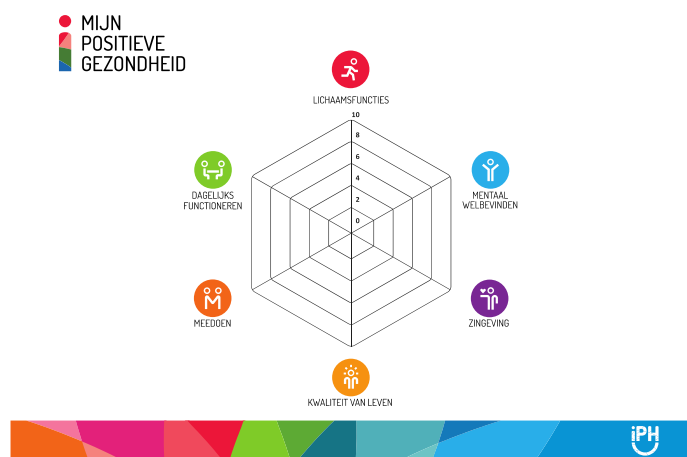 MIJN
POSITIEVE
GEZONDHEID
LICHAAMSFUNCTIES
10
8
6
4
2
0
DAGELIJKS
FUNCTIONEREN
MENTAAL
WELBEVINDEN
MEEDOEN
ZINGEVING
KWALITEIT VAN LEVEN
iPH